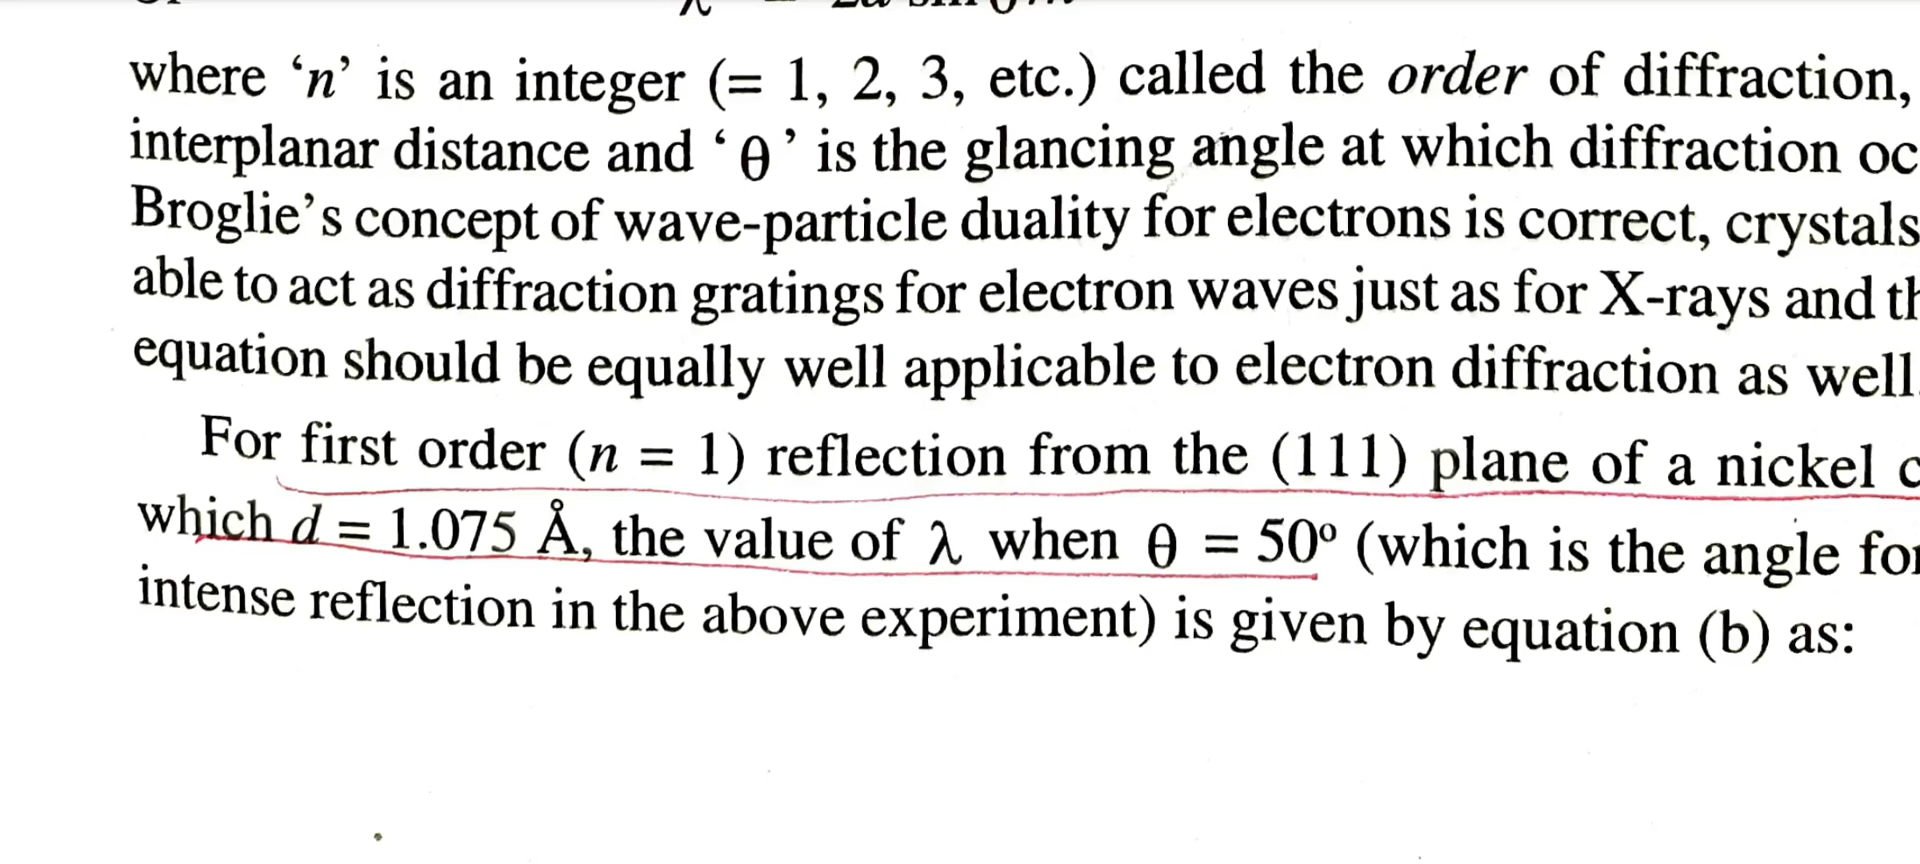 where ‘n’ is an integer (= 1, 2, 3, etc.) called the order of diffraction,
interplanar distance and ‘θ’ is the glancing angle at which diffraction oc
Broglie’s concept of wave-particle duality for electrons is correct, crystals
able to act as diffraction gratings for electron waves just as for X-rays and th
equation should be equally well applicable to electron diffraction as well.
For first order (n = 1) reflection from the (111) plane of a nickel c
which d = 1.075 Å, the value of λ when θ = 50° (which is the angle for
intense reflection in the above experiment) is given by equation (b) as: